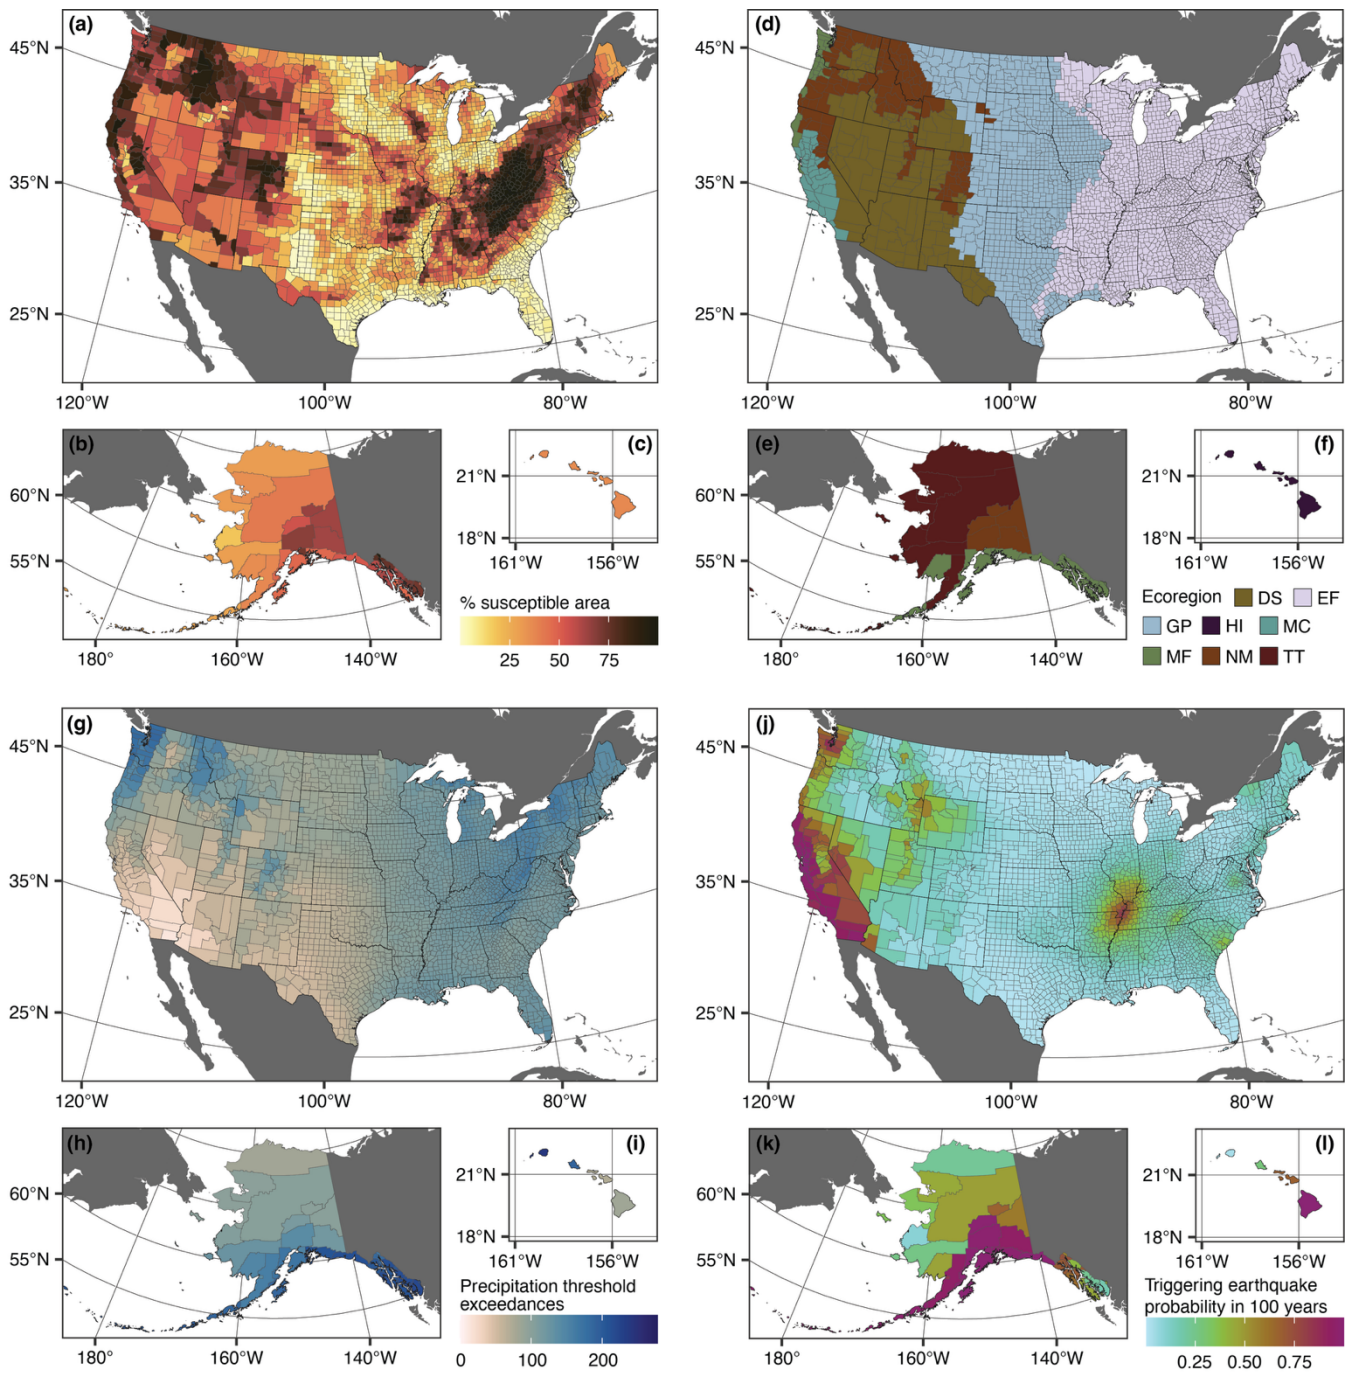 (a)
45°N
35°N
25°N
120°W 100°W 80°W
(d)
45°N
35°N
25°N
120°W 100°W 80°W
(b)
60°N
55°N
180° 160°W 140°W
(c)
21°N
18°N
161°W 156°W
% susceptible area
25 50 75
(e)
60°N
55°N
180° 160°W 140°W
(f)
21°N
18°N
161°W 156°W
Ecoregion DS EF
GP HI MC
MF NM TT
(g)
45°N
35°N
25°N
120°W 100°W 80°W
(j)
45°N
35°N
25°N
120°W 100°W 80°W
(h)
60°N
55°N
180° 160°W 140°W
(i)
21°N
18°N
161°W 156°W
Precipitation threshold
exceedances
0 100 200
(k)
60°N
55°N
180° 160°W 140°W
(l)
21°N
18°N
161°W 156°W
Triggering earthquake
probability in 100 years
0.25 0.50 0.75